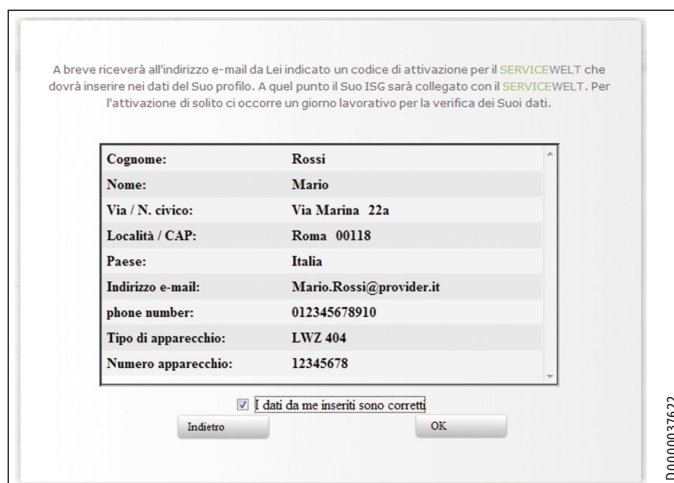 A breve riceverà all'indirizzo e-mail da Lei indicato un codice di attivazione per il SERVICEWELT che
dovrà inserire nei dati del Suo profilo. A quel punto il Suo ISG sarà collegato con il SERVICEWELT. Per
l'attivazione di solito ci occorre un giorno lavorativo per la verifica dei Suoi dati.
Cognome: Rossi
Nome: Mario
Via / N. civico: Via Marina 22a
Località / CAP: Roma 00118
Paese: Italia
Indirizzo e-mail: Mario.Rossi@provider.it
phone number: 012345678910
Tipo di apparecchio: LWZ 404
Numero apparecchio: 12345678
I dati da me inseriti sono corretti
Indietro OK
D0000037622